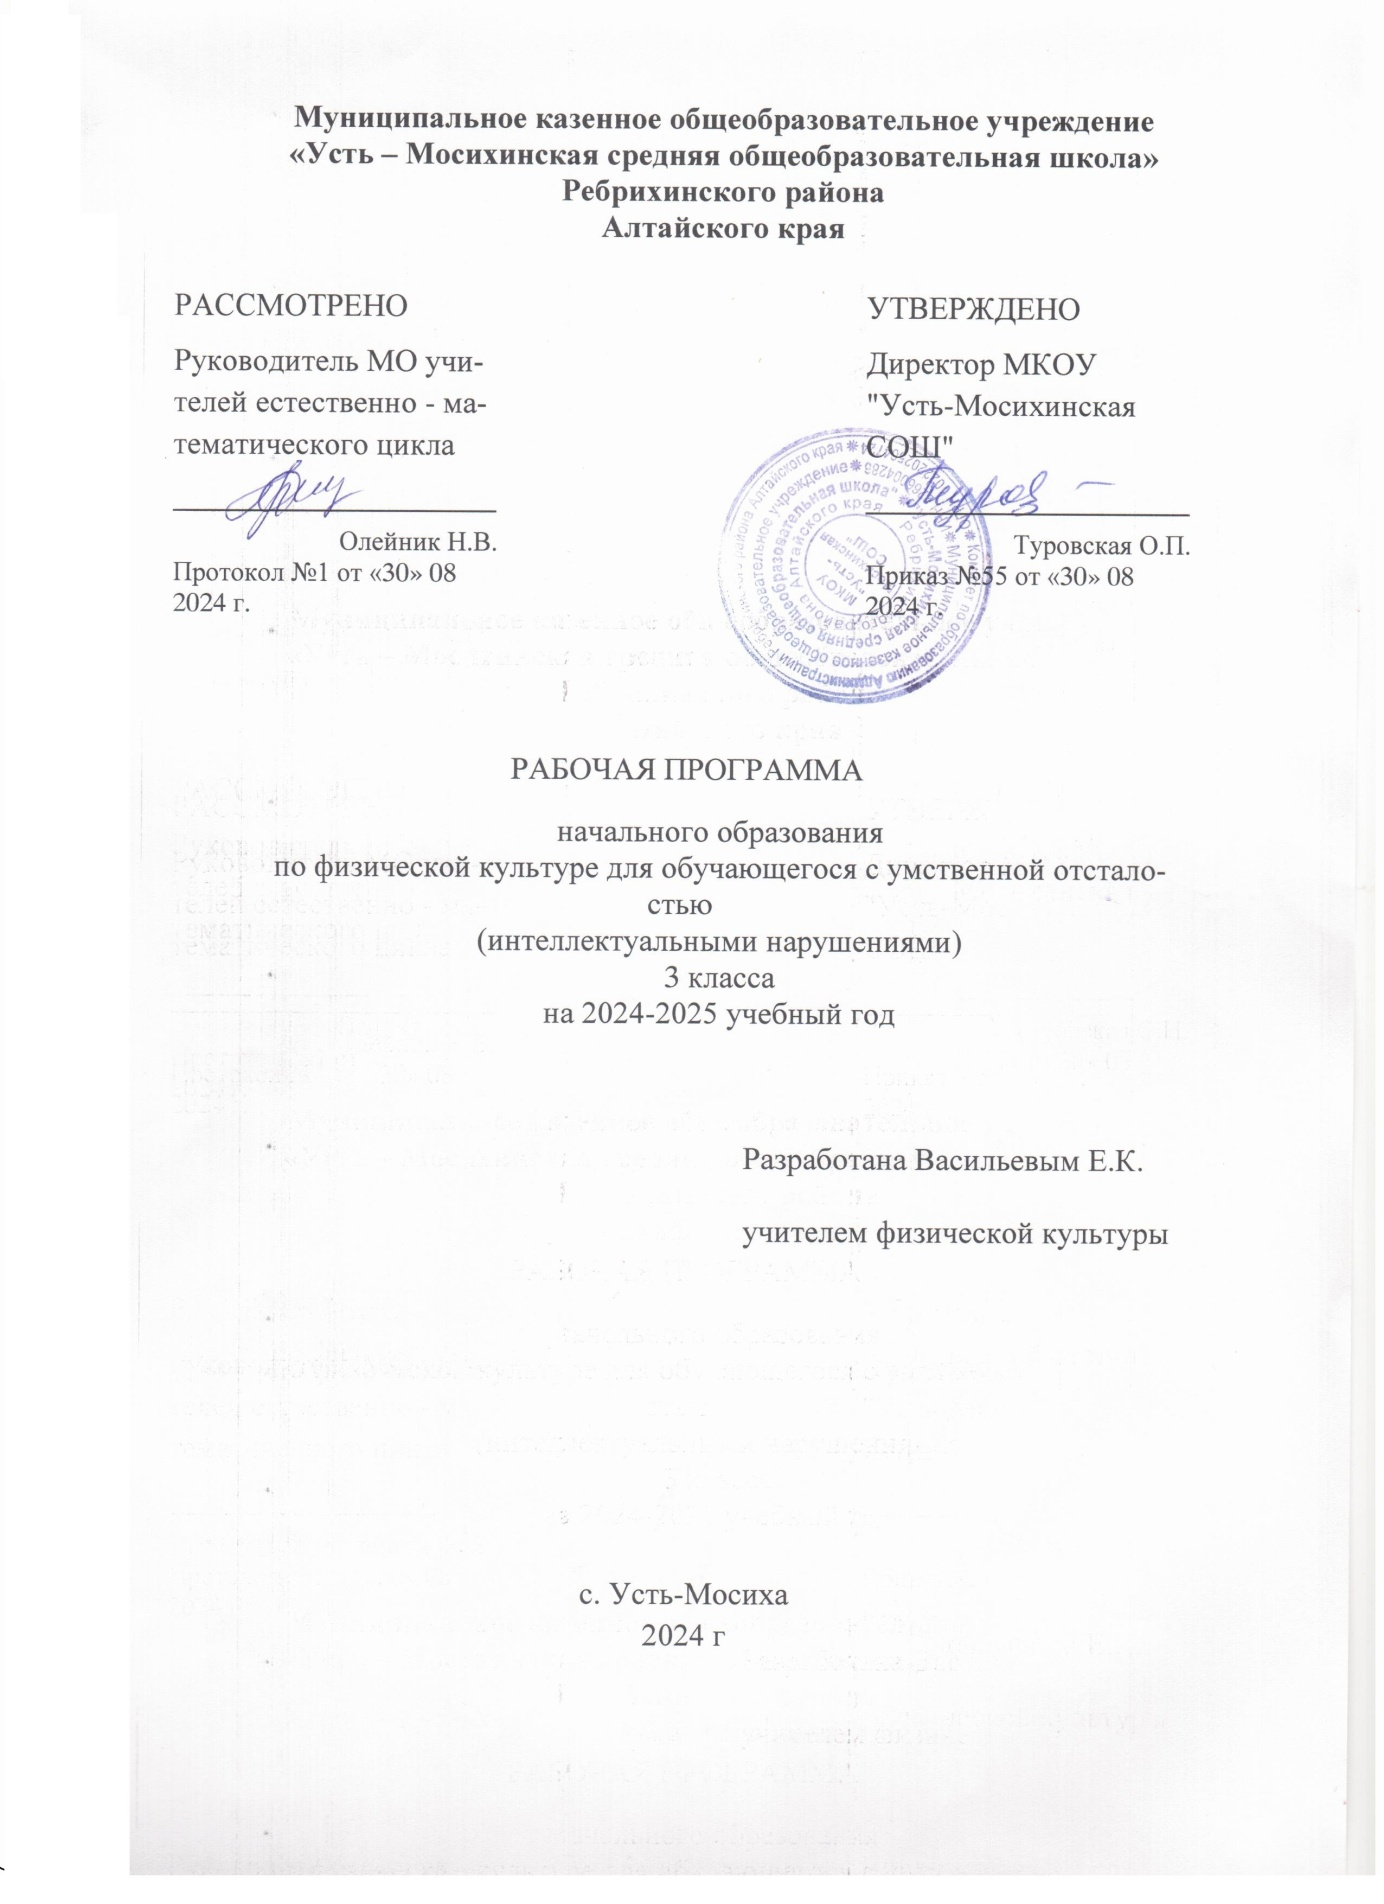 Муниципальное казенное общеобразовательное учреждение
«Усть – Мосихинская средняя общеобразовательная школа»
Ребрихинского района
Алтайского края
РАССМОТРЕНО
Руководитель МО учи-
телей естественно - ма-
тематического цикла
Олейник Н.В.
Протокол №1 от «30» 08
2024 г.
УТВЕРЖДЕНО
Директор МКОУ
"Усть-Мосихинская
СОШ"
Туровская О.П.
Приказ №55 от «30» 08
2024 г.
РАБОЧАЯ ПРОГРАММА
начального образования
по физической культуре для обучающегося с умственной отстало-
стью
(интеллектуальными нарушениями)
3 класса
на 2024-2025 учебный год
Разработана Васильевым Е.К.
учителем физической культуры
с. Усть-Мосиха
2024 г